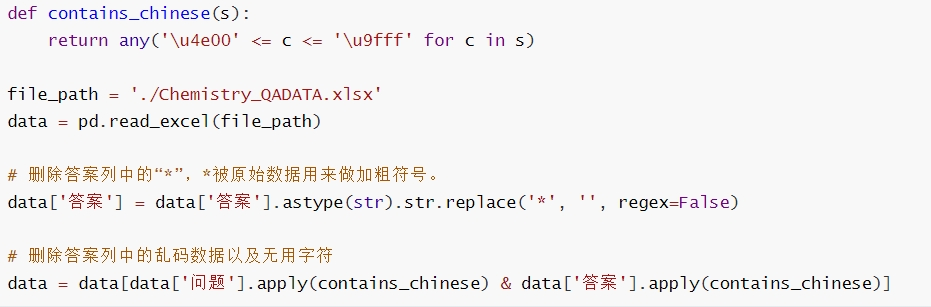 def contains_chinese(s):
    return any('\u4e00' <= c <= '\u9fff' for c in s)
file_path = './Chemistry_QADATA.xlsx'
data = pd.read_excel(file_path)
# 删除答案列中的“*”，*被原始数据用来做加粗符号。
data['答案'] = data['答案'].astype(str).str.replace('*', '', regex=False)
# 删除答案列中的乱码数据以及无用字符
data = data[data['问题'].apply(contains_chinese) & data['答案'].apply(contains_chinese)]